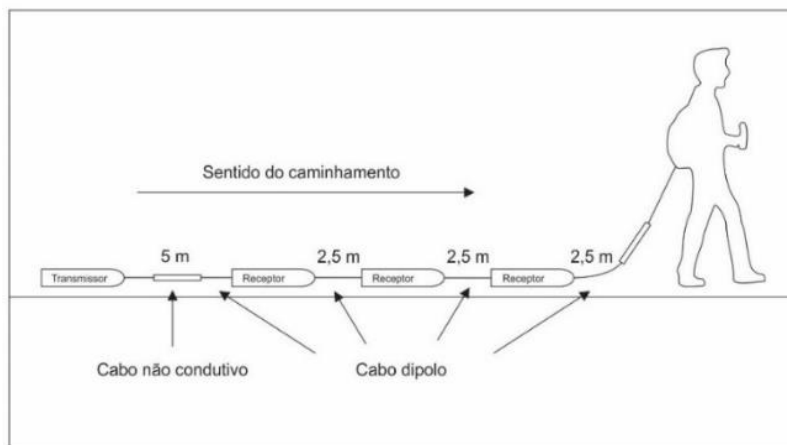 Sentido do caminhamento
5 m
2,5 m
2,5 m
2,5 m
Transmissor
Receptor
Receptor
Receptor
Cabo não condutivo
Cabo dipolo